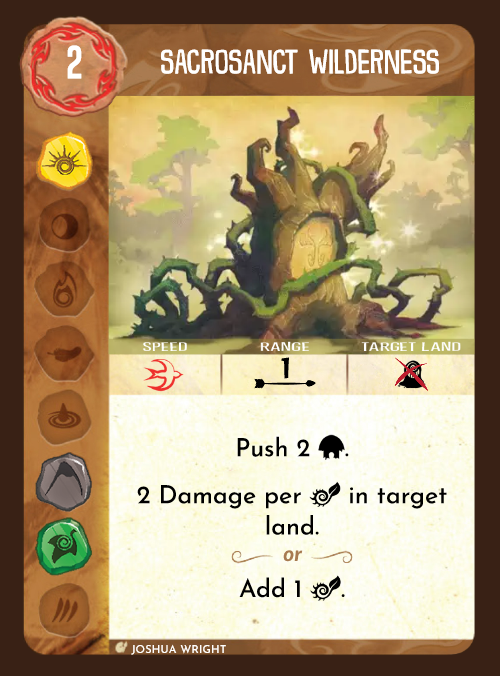 2
SACROSANCT WILDERNESS
SPEED RANGE TARGET LAND
1
Push 2 .
2 Damage per in target
land.
or
Add 1 .
JOSHUA WRIGHT